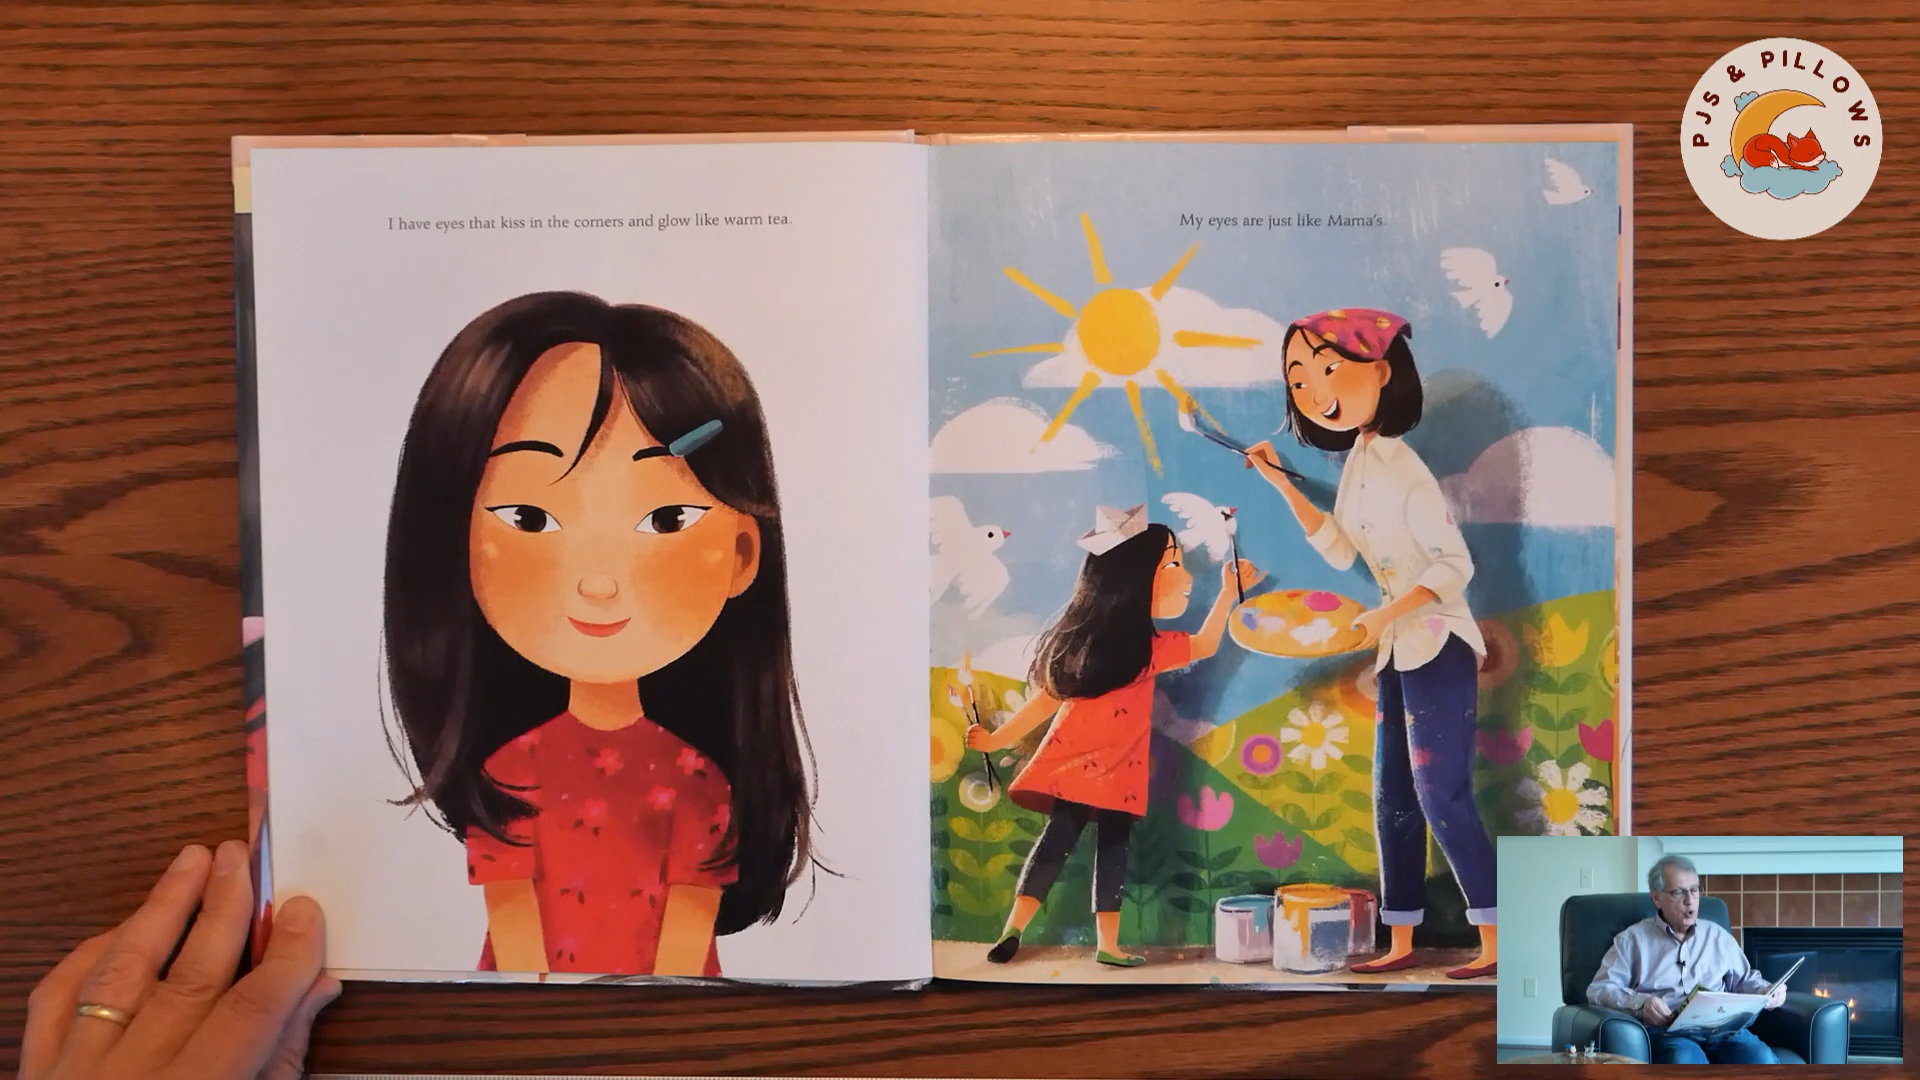 I have eyes that kiss in the corners and glow like warm tea.
My eyes are just like Mama's.
PJS & PILLOWS